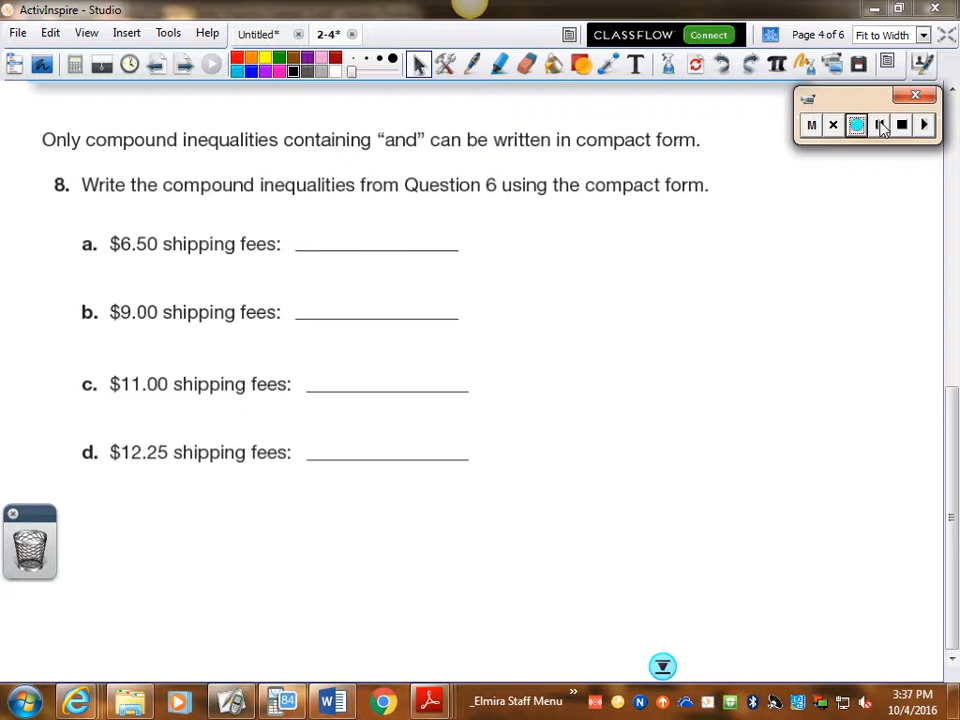 ActivInspire - Studio
File Edit View Insert Tools Help
Untitled*
2-4*
CLASSFLOW
Connect
Page 4 of 6
Fit to Width
M
Only compound inequalities containing “and” can be written in compact form.
8. Write the compound inequalities from Question 6 using the compact form.
a. $6.50 shipping fees:
b. $9.00 shipping fees:
c. $11.00 shipping fees:
d. $12.25 shipping fees:
84
_Elmira Staff Menu
3:37 PM
10/4/2016